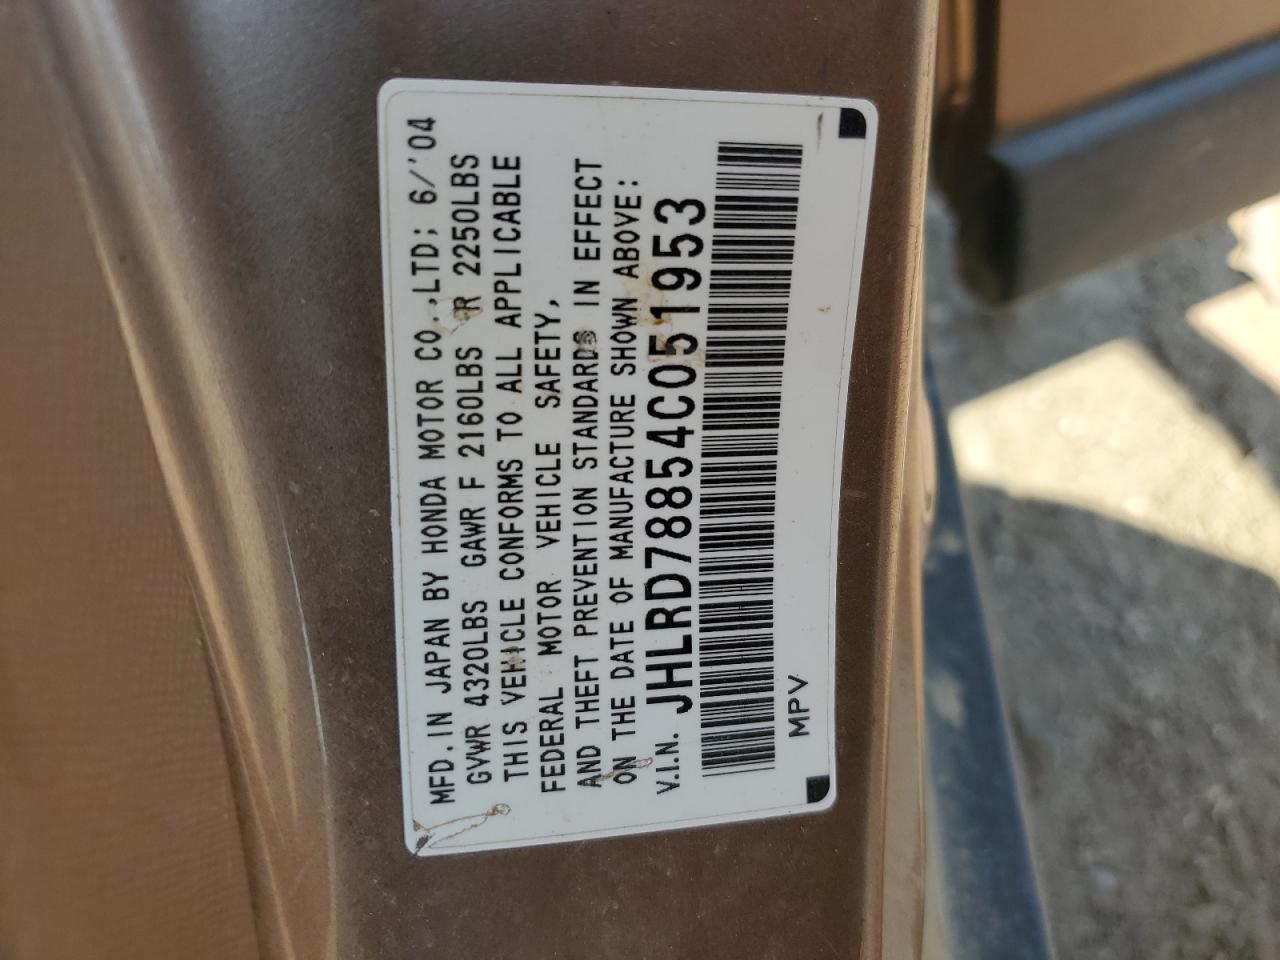 MFD. IN JAPAN BY HONDA MOTOR CO., LTD; 6/'04
GVWR 4320LBS GAWR F 2160LBS R 2250LBS
THIS VEHICLE CONFORMS TO ALL APPLICABLE
FEDERAL MOTOR VEHICLE SAFETY,
AND THEFT PREVENTION STANDARDS IN EFFECT
ON THE DATE OF MANUFACTURE SHOWN ABOVE:
V.I.N. JHLRD78854C051953
MPV